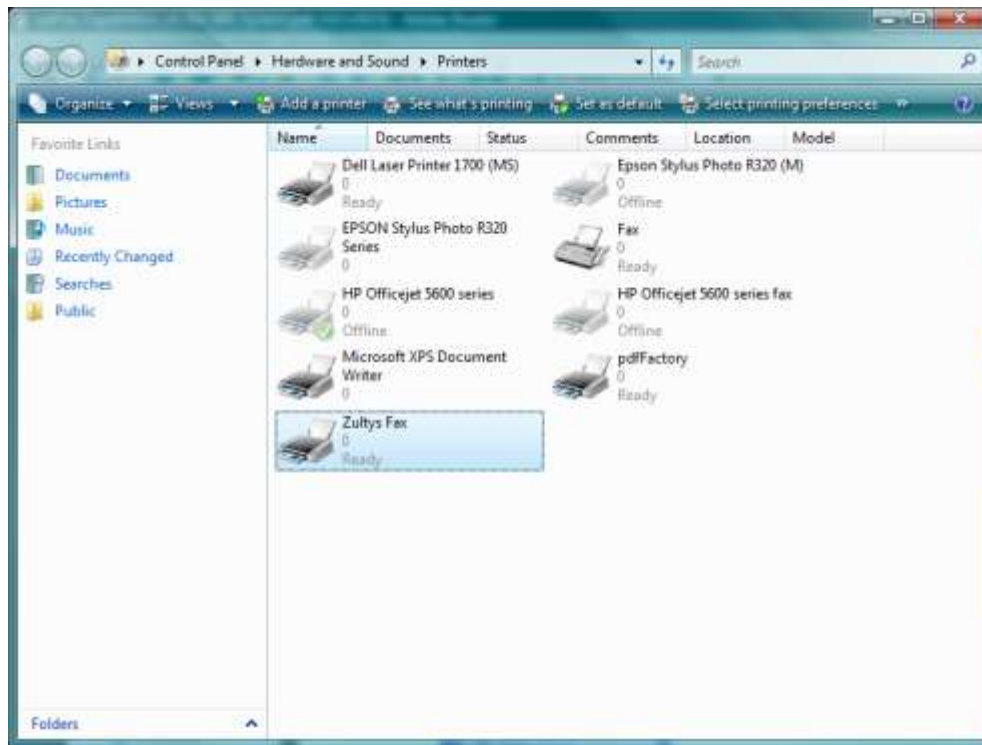 Control Panel ▸ Hardware and Sound ▸ Printers
Search
Organize Views Add a printer See what's printing Set as default Select printing preferences »
Favorite Links
Documents
Pictures
Music
Recently Changed
Searches
Public
Folders
Name Documents Status Comments Location Model
Dell Laser Printer 1700 (MS)
0
Ready
Epson Stylus Photo R320 (M)
0
Offline
EPSON Stylus Photo R320
Series
0
Fax
0
Ready
HP Officejet 5600 series
0
Offline
HP Officejet 5600 series fax
0
Offline
Microsoft XPS Document
Writer
0
pdfFactory
0
Ready
Zultys Fax
0
Ready